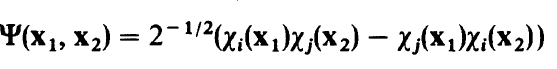 Ψ(x₁, x₂) = 2⁻¹/²(χᵢ(x₁)χⱼ(x₂) − χⱼ(x₁)χᵢ(x₂))